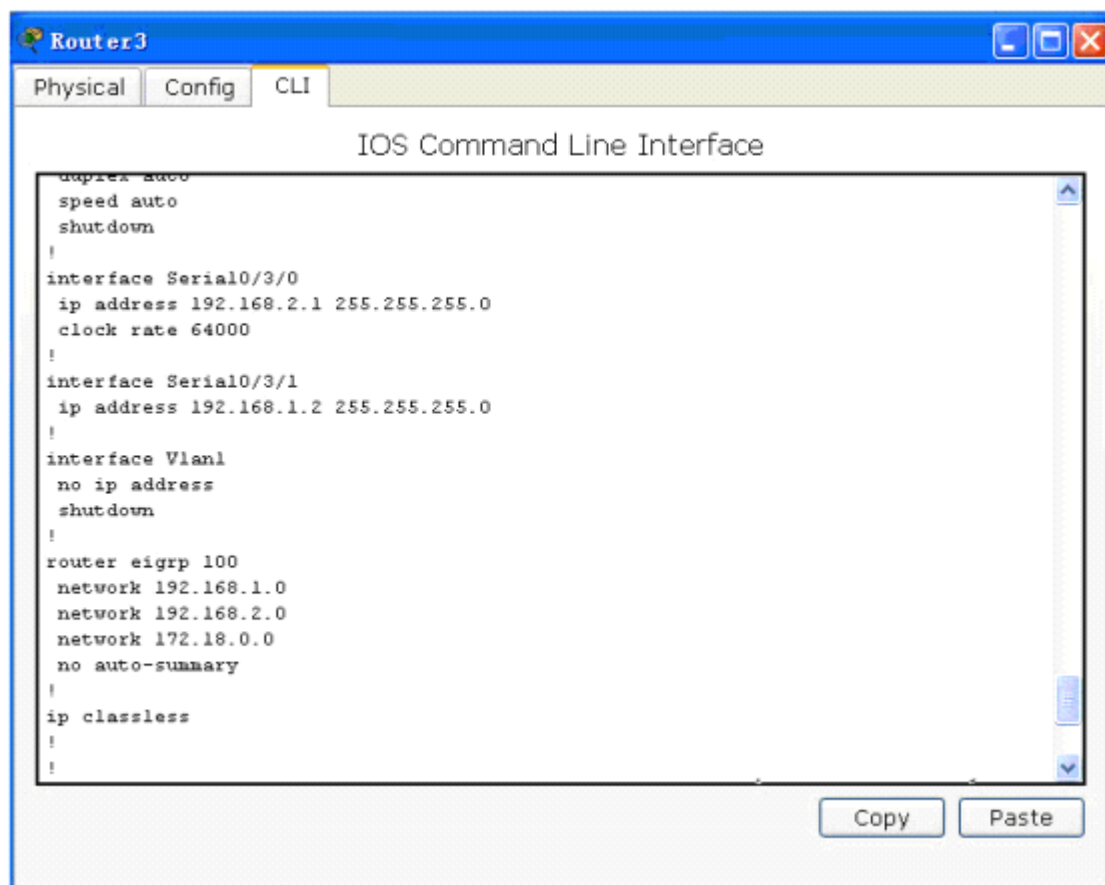 Router3
Physical Config CLI
IOS Command Line Interface
duplex auto
speed auto
shutdown
!
interface Serial0/3/0
ip address 192.168.2.1 255.255.255.0
clock rate 64000
!
interface Serial0/3/1
ip address 192.168.1.2 255.255.255.0
!
interface Vlan1
no ip address
shutdown
!
router eigrp 100
network 192.168.1.0
network 192.168.2.0
network 172.18.0.0
no auto-summary
!
ip classless
!
!
Copy Paste